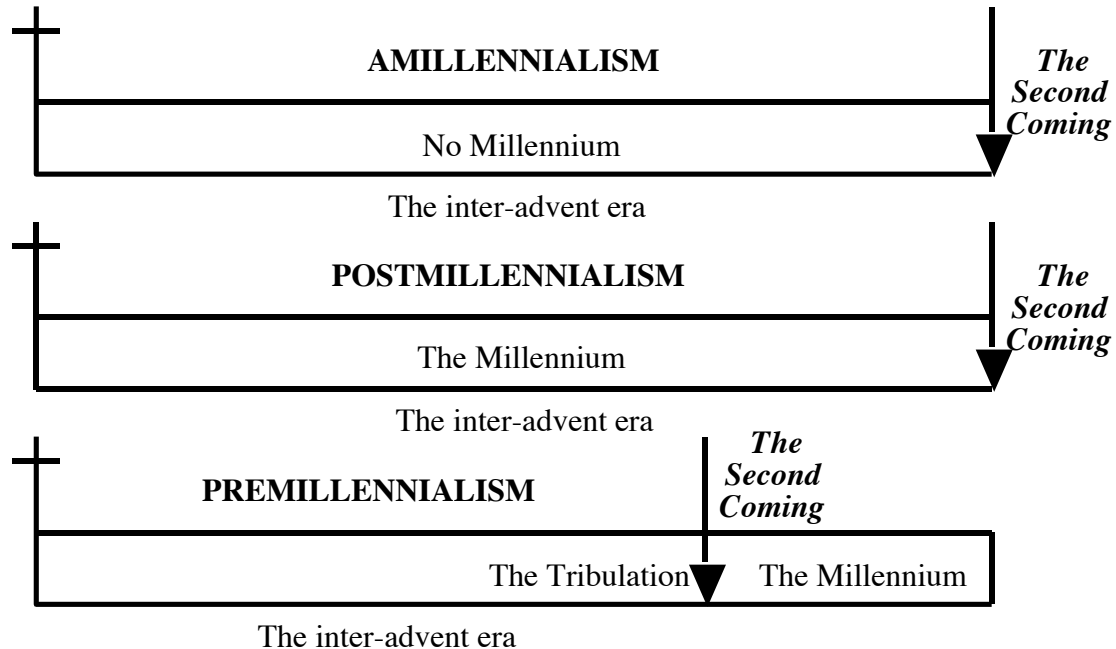 AMILLENNIALISM
The
Second
Coming
No Millennium
The inter-advent era
POSTMILLENNIALISM
The
Second
Coming
The Millennium
The inter-advent era
The
Second
Coming
PREMILLENNIALISM
The Tribulation
The Millennium
The inter-advent era